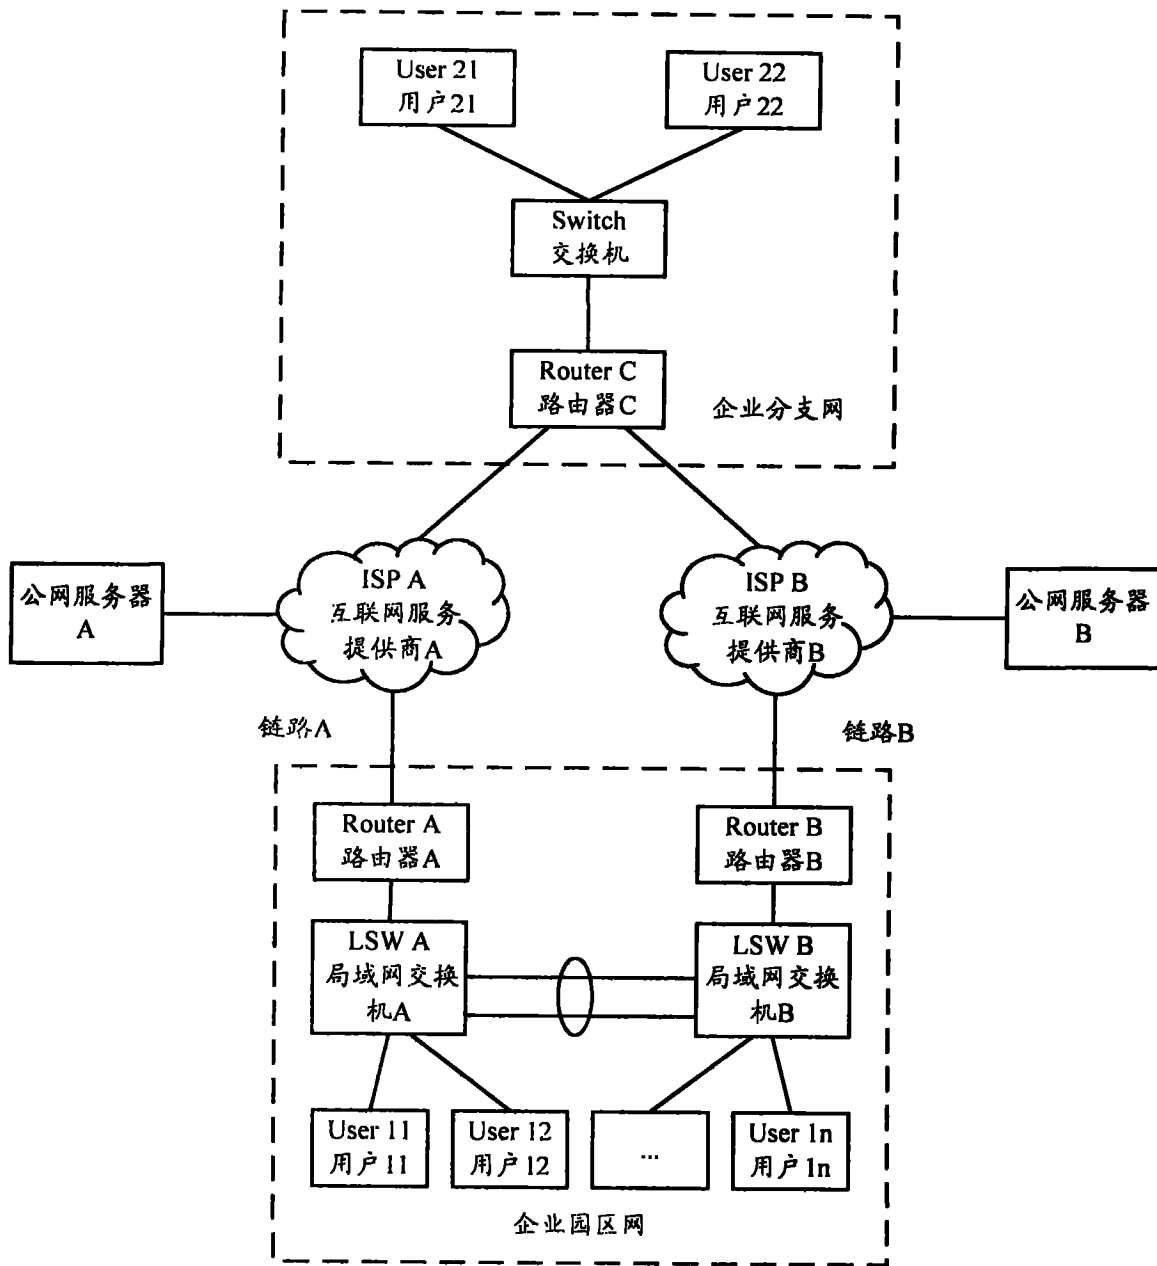 User 21
用户21
User 22
用户22
Switch
交换机
Router C
路由器C
企业分支网
公网服务器
A
ISP A
互联网服务
提供商A
ISP B
互联网服务
提供商B
公网服务器
B
链路A
链路B
Router A
路由器A
Router B
路由器B
LSW A
局域网交换
机A
LSW B
局域网交换
机B
User 11
用户11
User 12
用户12
...
User 1n
用户1n
企业园区网